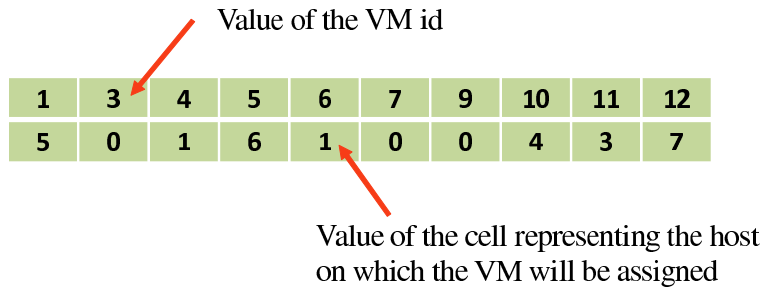 Value of the VM id
1 3 4 5 6 7 9 10 11 12
5 0 1 6 1 0 0 4 3 7
Value of the cell representing the host
on which the VM will be assigned